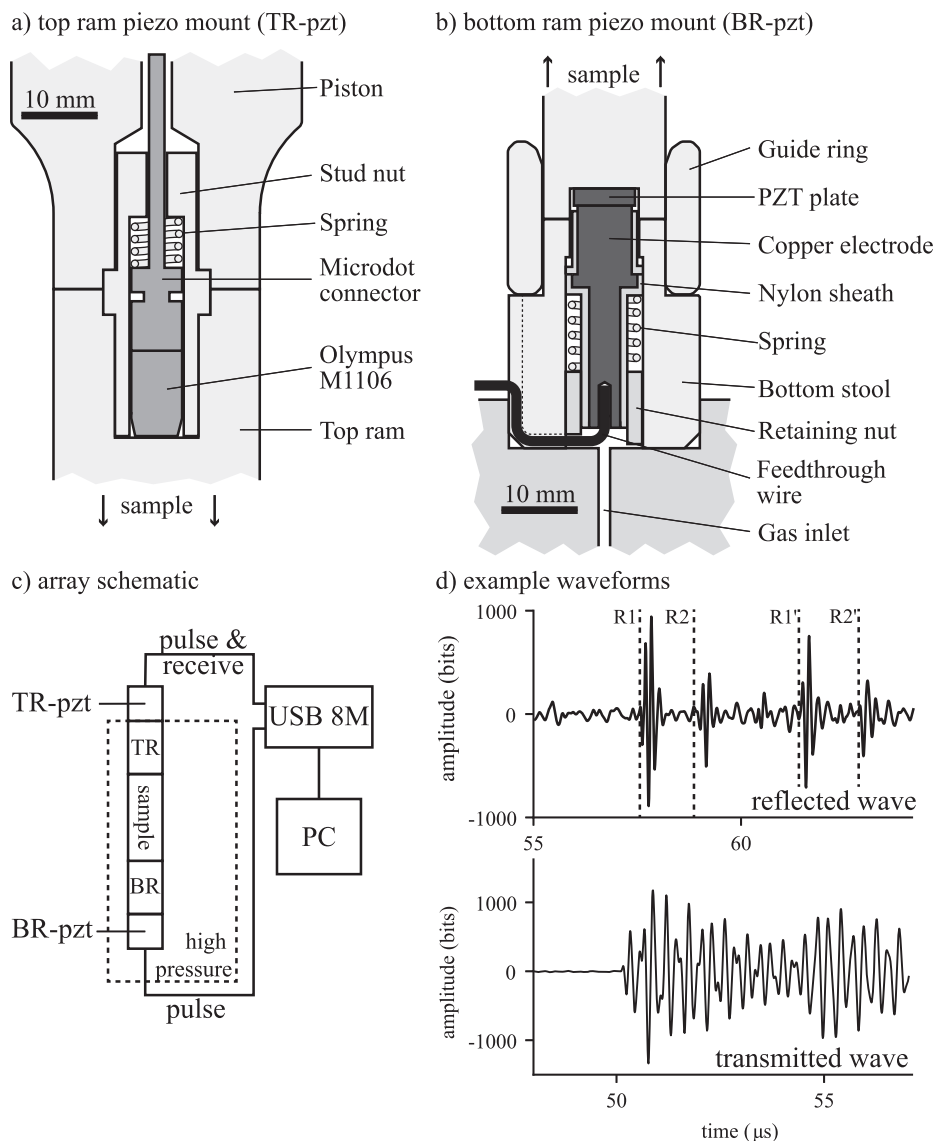 a) top ram piezo mount (TR-pzt)
10 mm
Piston
Stud nut
Spring
Microdot
connector
Olympus
M1106
Top ram
sample
b) bottom ram piezo mount (BR-pzt)
sample
Guide ring
PZT plate
Copper electrode
Nylon sheath
Spring
Bottom stool
Retaining nut
Feedthrough
wire
Gas inlet
10 mm
c) array schematic
pulse &
receive
TR-pzt
USB 8M
TR
sample
PC
BR
BR-pzt
high
pressure
pulse
d) example waveforms
1000
R1
R2
R1'
R2'
amplitude (bits)
0
reflected wave
-1000
55
60
1000
amplitude (bits)
0
-1000
transmitted wave
50
55
time (μs)